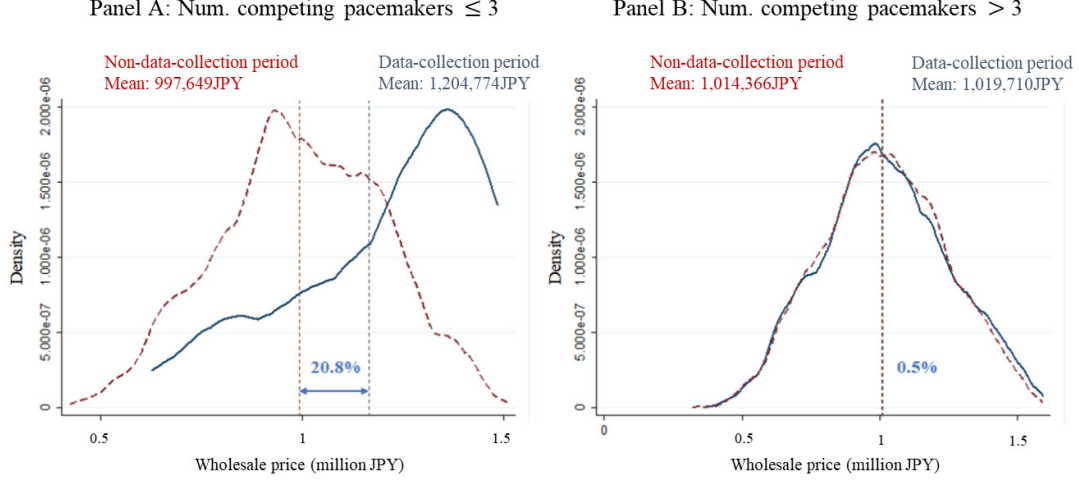 Panel A: Num. competing pacemakers ≤ 3
Non-data-collection period
Mean: 997,649JPY
Data-collection period
Mean: 1,204,774JPY
Density
2.000e-06
1.500e-06
1.000e-06
5.000e-07
0
20.8%
0.5
1
1.5
Wholesale price (million JPY)
Panel B: Num. competing pacemakers > 3
Non-data-collection period
Mean: 1,014,366JPY
Data-collection period
Mean: 1,019,710JPY
Density
2.000e-06
1.500e-06
1.000e-06
5.000e-07
0
0.5%
0
0.5
1
1.5
Wholesale price (million JPY)